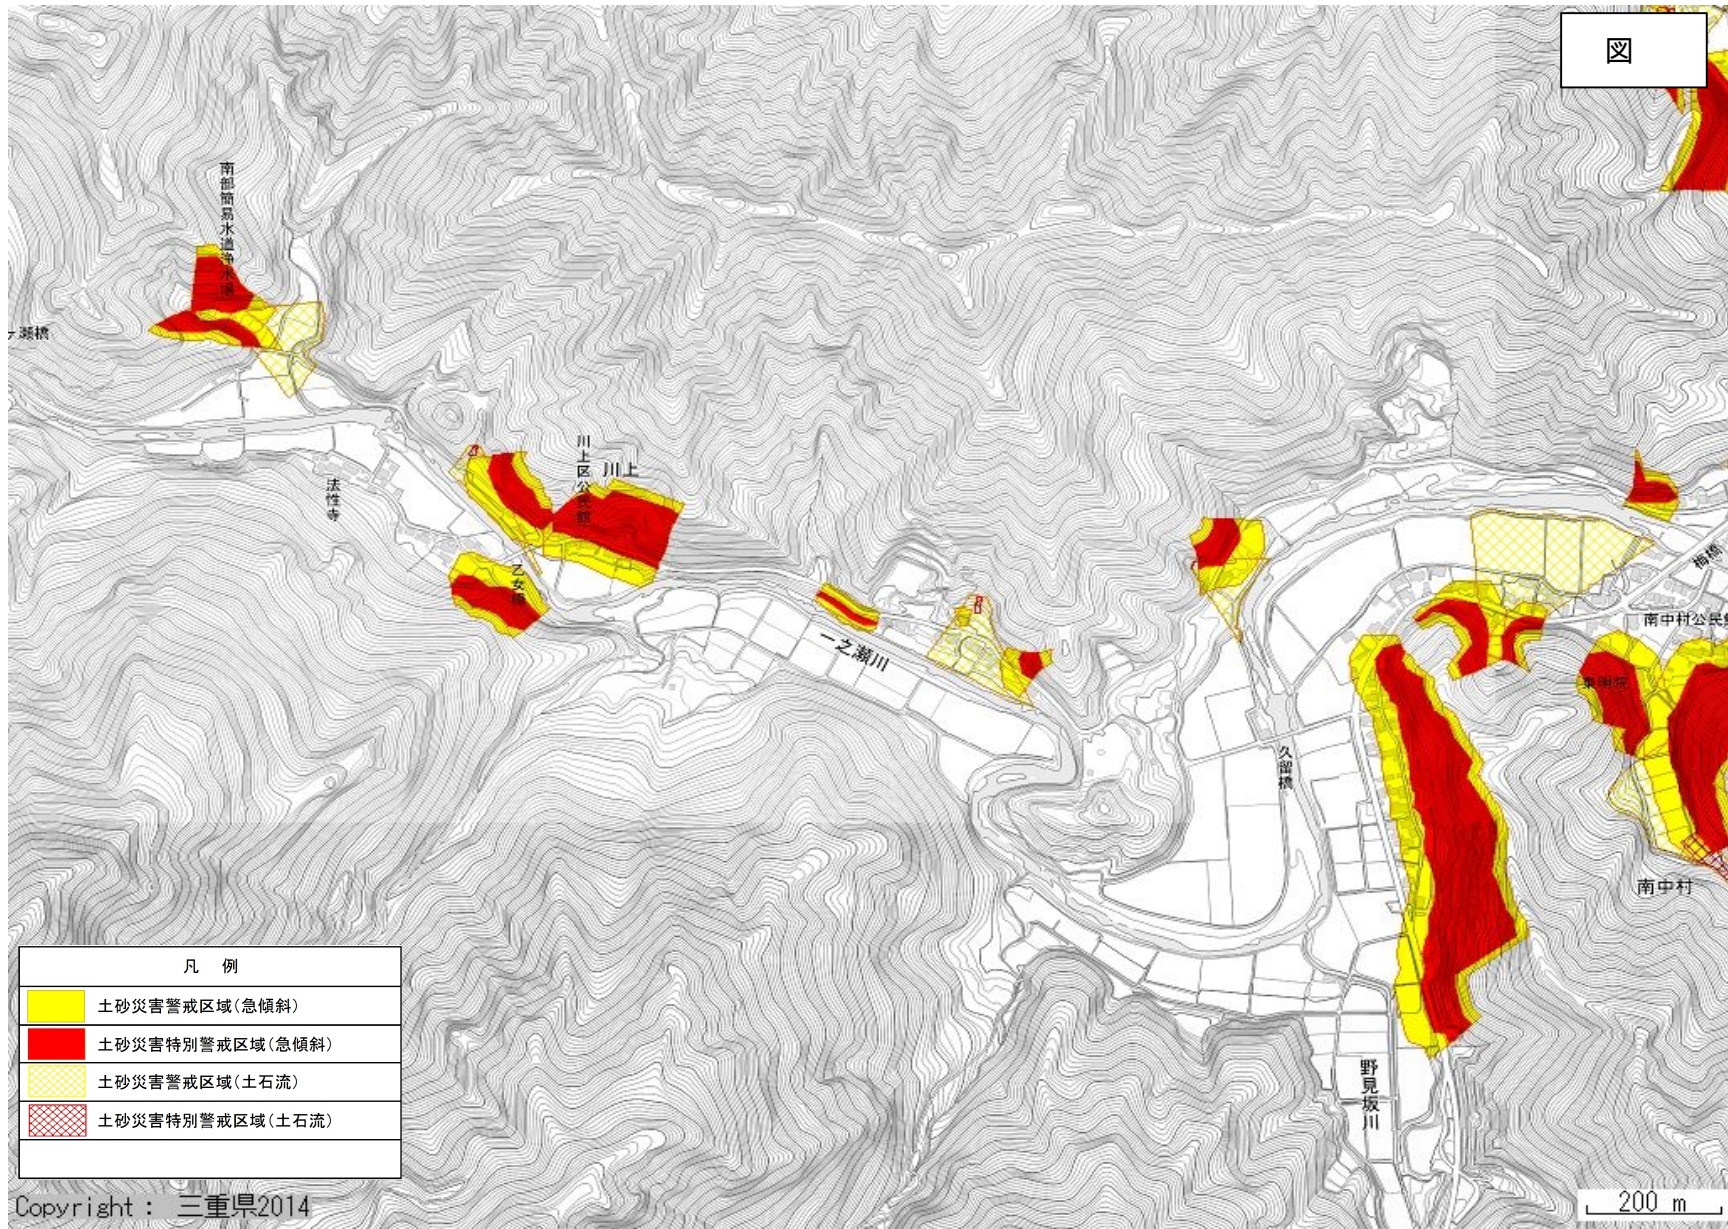 図
南部簡易水道浄水場
ヶ瀬橋
川上区公民館
川上
法性寺
乙女橋
一之瀬川
梅橋
南中村公民館
東明院
久留橋
南中村
野見坂川
凡 例
土砂災害警戒区域(急傾斜)
土砂災害特別警戒区域(急傾斜)
土砂災害警戒区域(土石流)
土砂災害特別警戒区域(土石流)
Copyright : 三重県2014
200 m